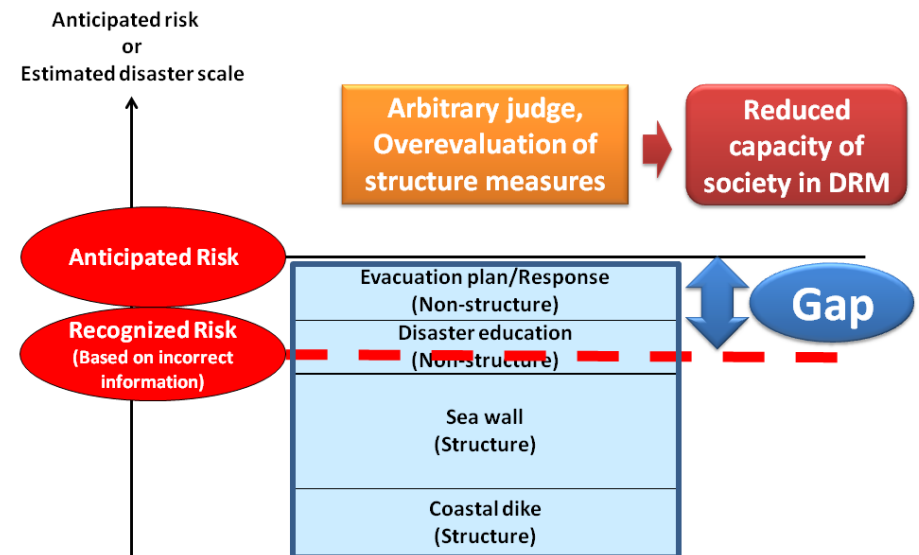 Anticipated risk
or
Estimated disaster scale
Arbitrary judge,
Overevaluation of
structure measures
Reduced
capacity of
society in DRM
Anticipated Risk
Evacuation plan/Response
(Non-structure)
Gap
Recognized Risk
(Based on incorrect
information)
Disaster education
(Non-structure)
Sea wall
(Structure)
Coastal dike
(Structure)